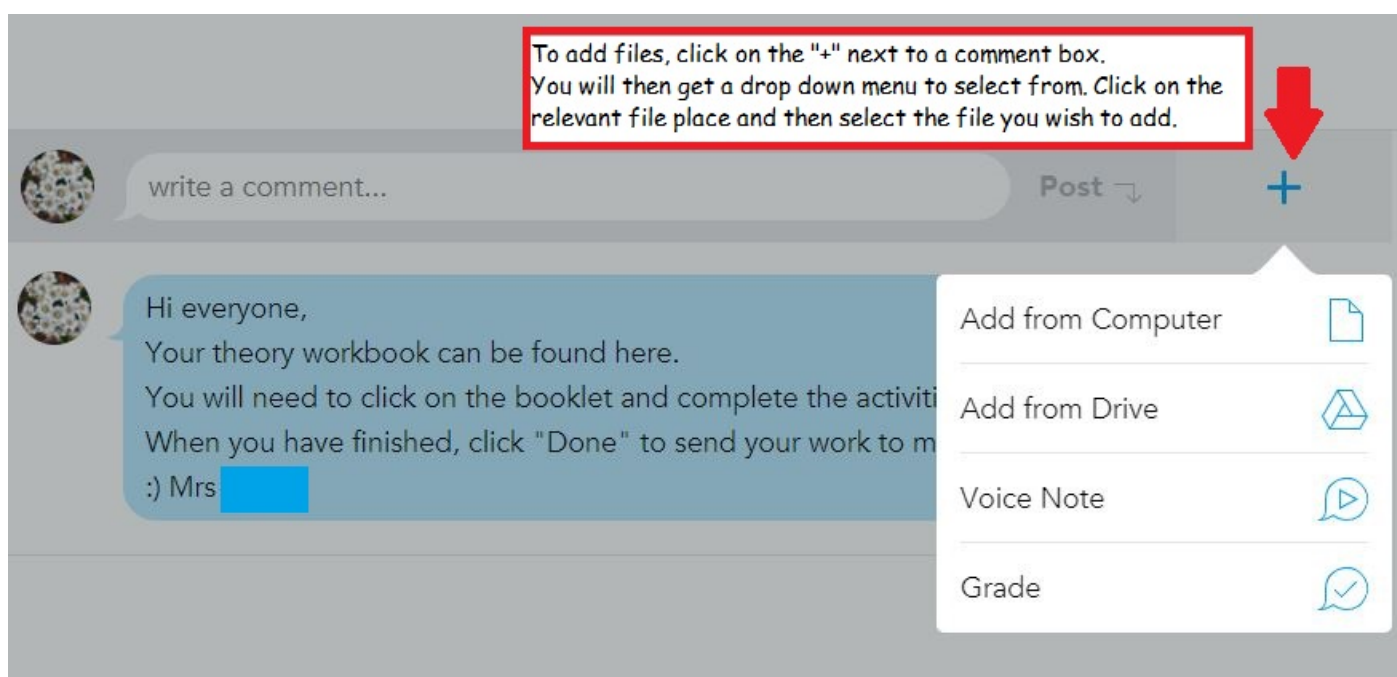 To add files, click on the "+" next to a comment box.
You will then get a drop down menu to select from. Click on the
relevant file place and then select the file you wish to add.
write a comment...
Post
+
Hi everyone,
Your theory workbook can be found here.
You will need to click on the booklet and complete the activiti
When you have finished, click "Done" to send your work to m
:) Mrs
Add from Computer
Add from Drive
Voice Note
Grade